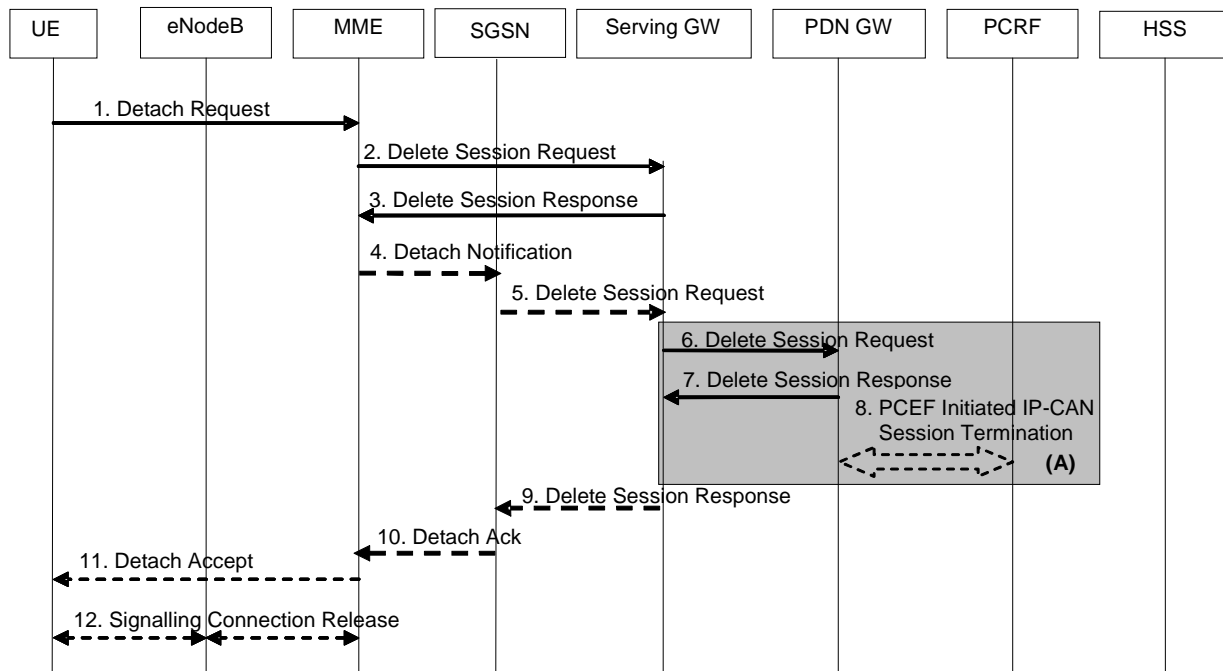 UE
eNodeB
MME
SGSN
Serving GW
PDN GW
PCRF
HSS
1. Detach Request
2. Delete Session Request
3. Delete Session Response
4. Detach Notification
5. Delete Session Request
6. Delete Session Request
7. Delete Session Response
8. PCEF Initiated IP-CAN
Session Termination
(A)
9. Delete Session Response
10. Detach Ack
11. Detach Accept
12. Signalling Connection Release